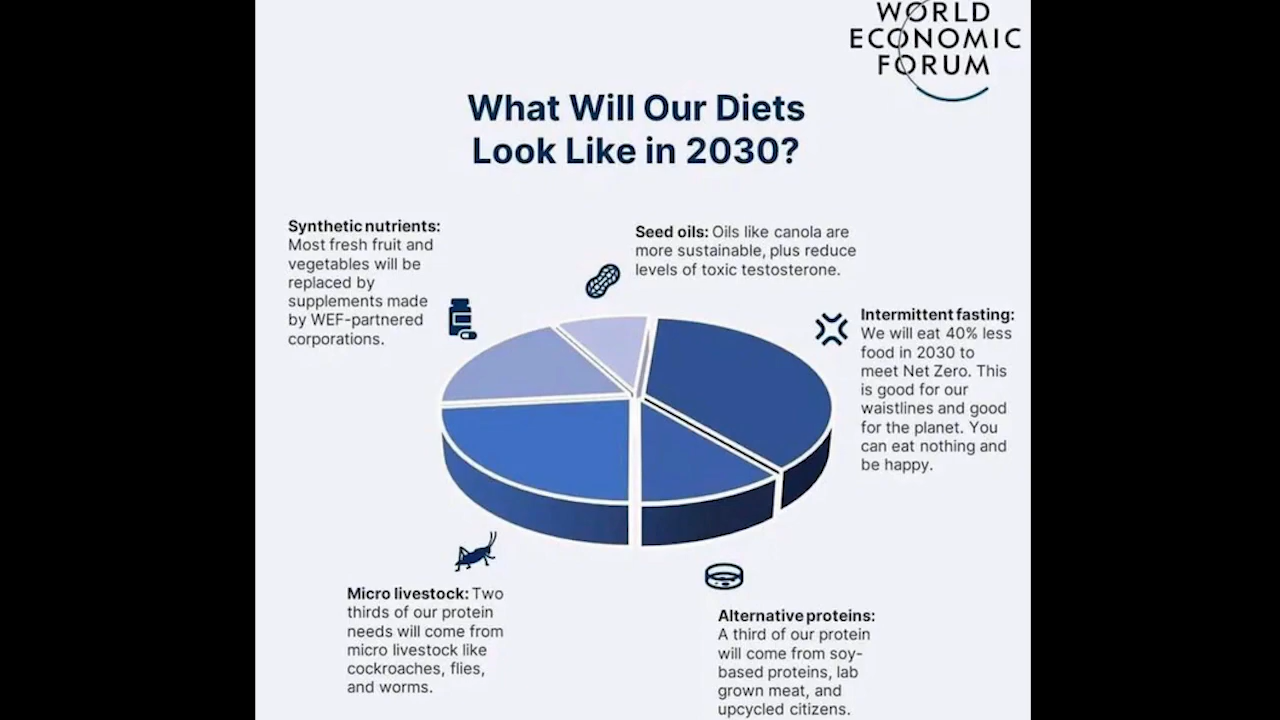 WORLD
ECONOMIC
FORUM
What Will Our Diets
Look Like in 2030?
Synthetic nutrients:
Most fresh fruit and
vegetables will be
replaced by
supplements made
by WEF-partnered
corporations.
Seed oils: Oils like canola are
more sustainable, plus reduce
levels of toxic testosterone.
Intermittent fasting:
We will eat 40% less
food in 2030 to
meet Net Zero. This
is good for our
waistlines and good
for the planet. You
can eat nothing and
be happy.
Micro livestock: Two
thirds of our protein
needs will come from
micro livestock like
cockroaches, flies,
and worms.
Alternative proteins:
A third of our protein
will come from soy-
based proteins, lab
grown meat, and
upcycled citizens.